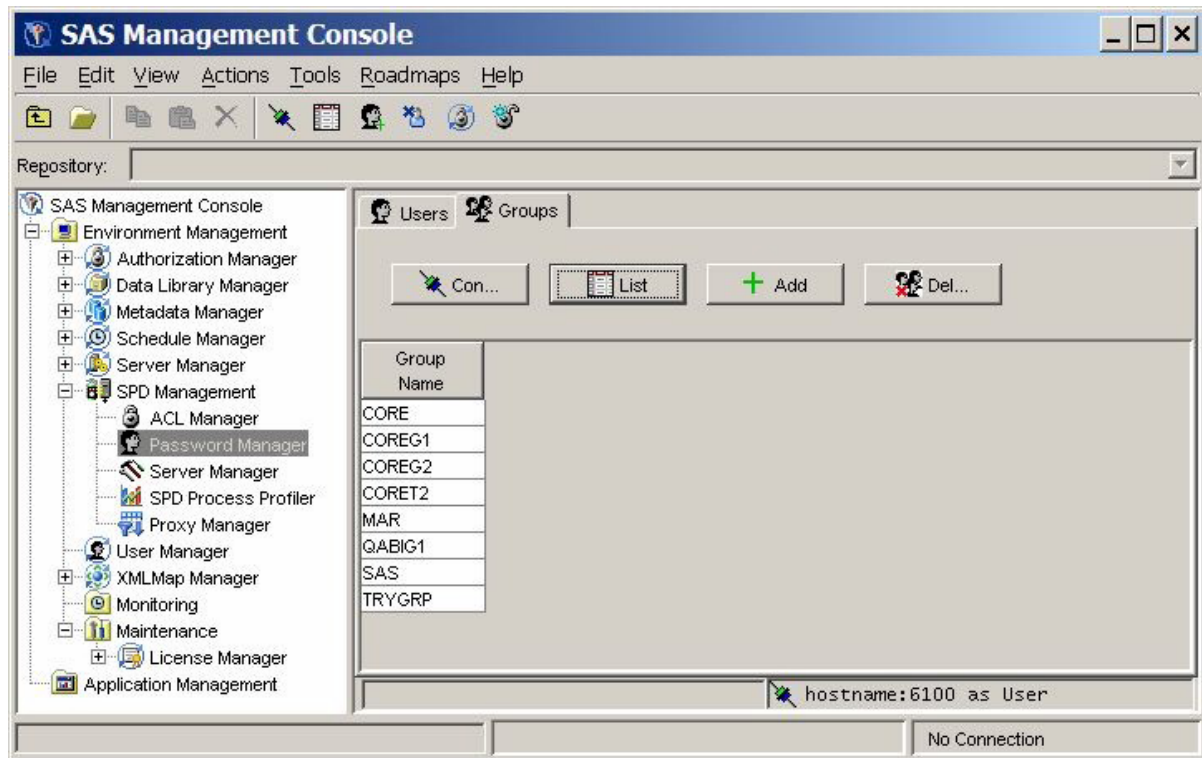 SAS Management Console
File Edit View Actions Tools Roadmaps Help
Repository:
SAS Management Console
Environment Management
Authorization Manager
Data Library Manager
Metadata Manager
Schedule Manager
Server Manager
SPD Management
ACL Manager
Password Manager
Server Manager
SPD Process Profiler
Proxy Manager
User Manager
XMLMap Manager
Monitoring
Maintenance
License Manager
Application Management
Users Groups
Con... List Add Del...
Group
Name
CORE
COREG1
COREG2
CORET2
MAR
QABIG1
SAS
TRYGRP
hostname:6100 as User
No Connection